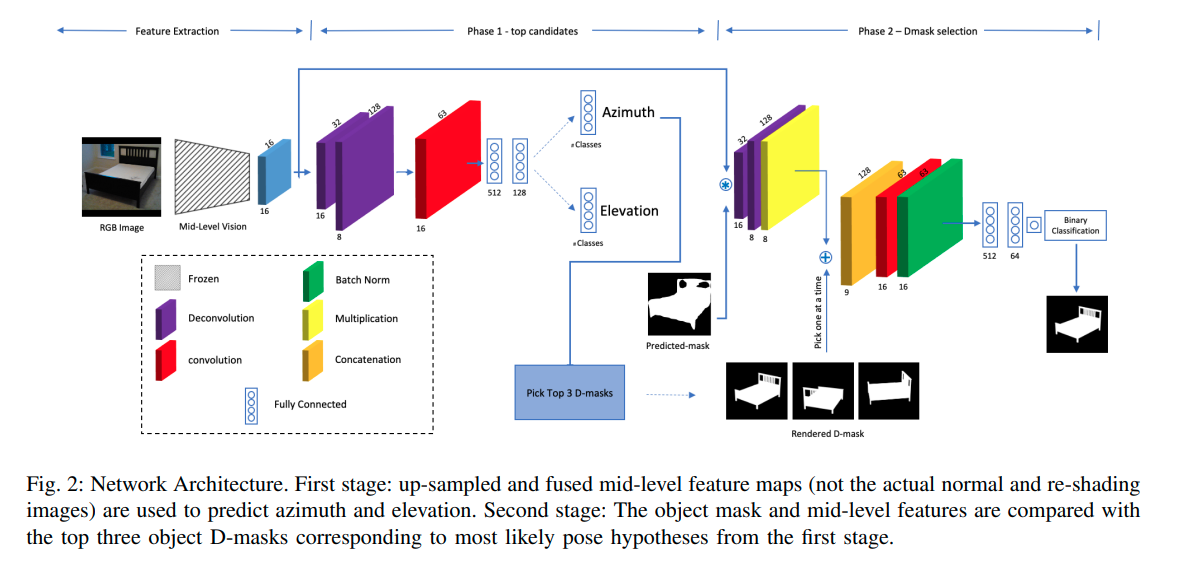 Feature Extraction
Phase 1 - top candidates
Phase 2 – Dmask selection
RGB Image
Mid-Level Vision
16
16
32
128
16
8
63
16
512
128
Azimuth
#Classes
Elevation
#Classes
32
128
16
8
8
128
63
63
9
16
16
512
64
Binary
Classification
Frozen
Batch Norm
Deconvolution
Multiplication
convolution
Concatenation
Fully Connected
Predicted-mask
Pick Top 3 D-masks
Pick one at a time
Rendered D-mask
Fig. 2: Network Architecture. First stage: up-sampled and fused mid-level feature maps (not the actual normal and re-shading
images) are used to predict azimuth and elevation. Second stage: The object mask and mid-level features are compared with
the top three object D-masks corresponding to most likely pose hypotheses from the first stage.